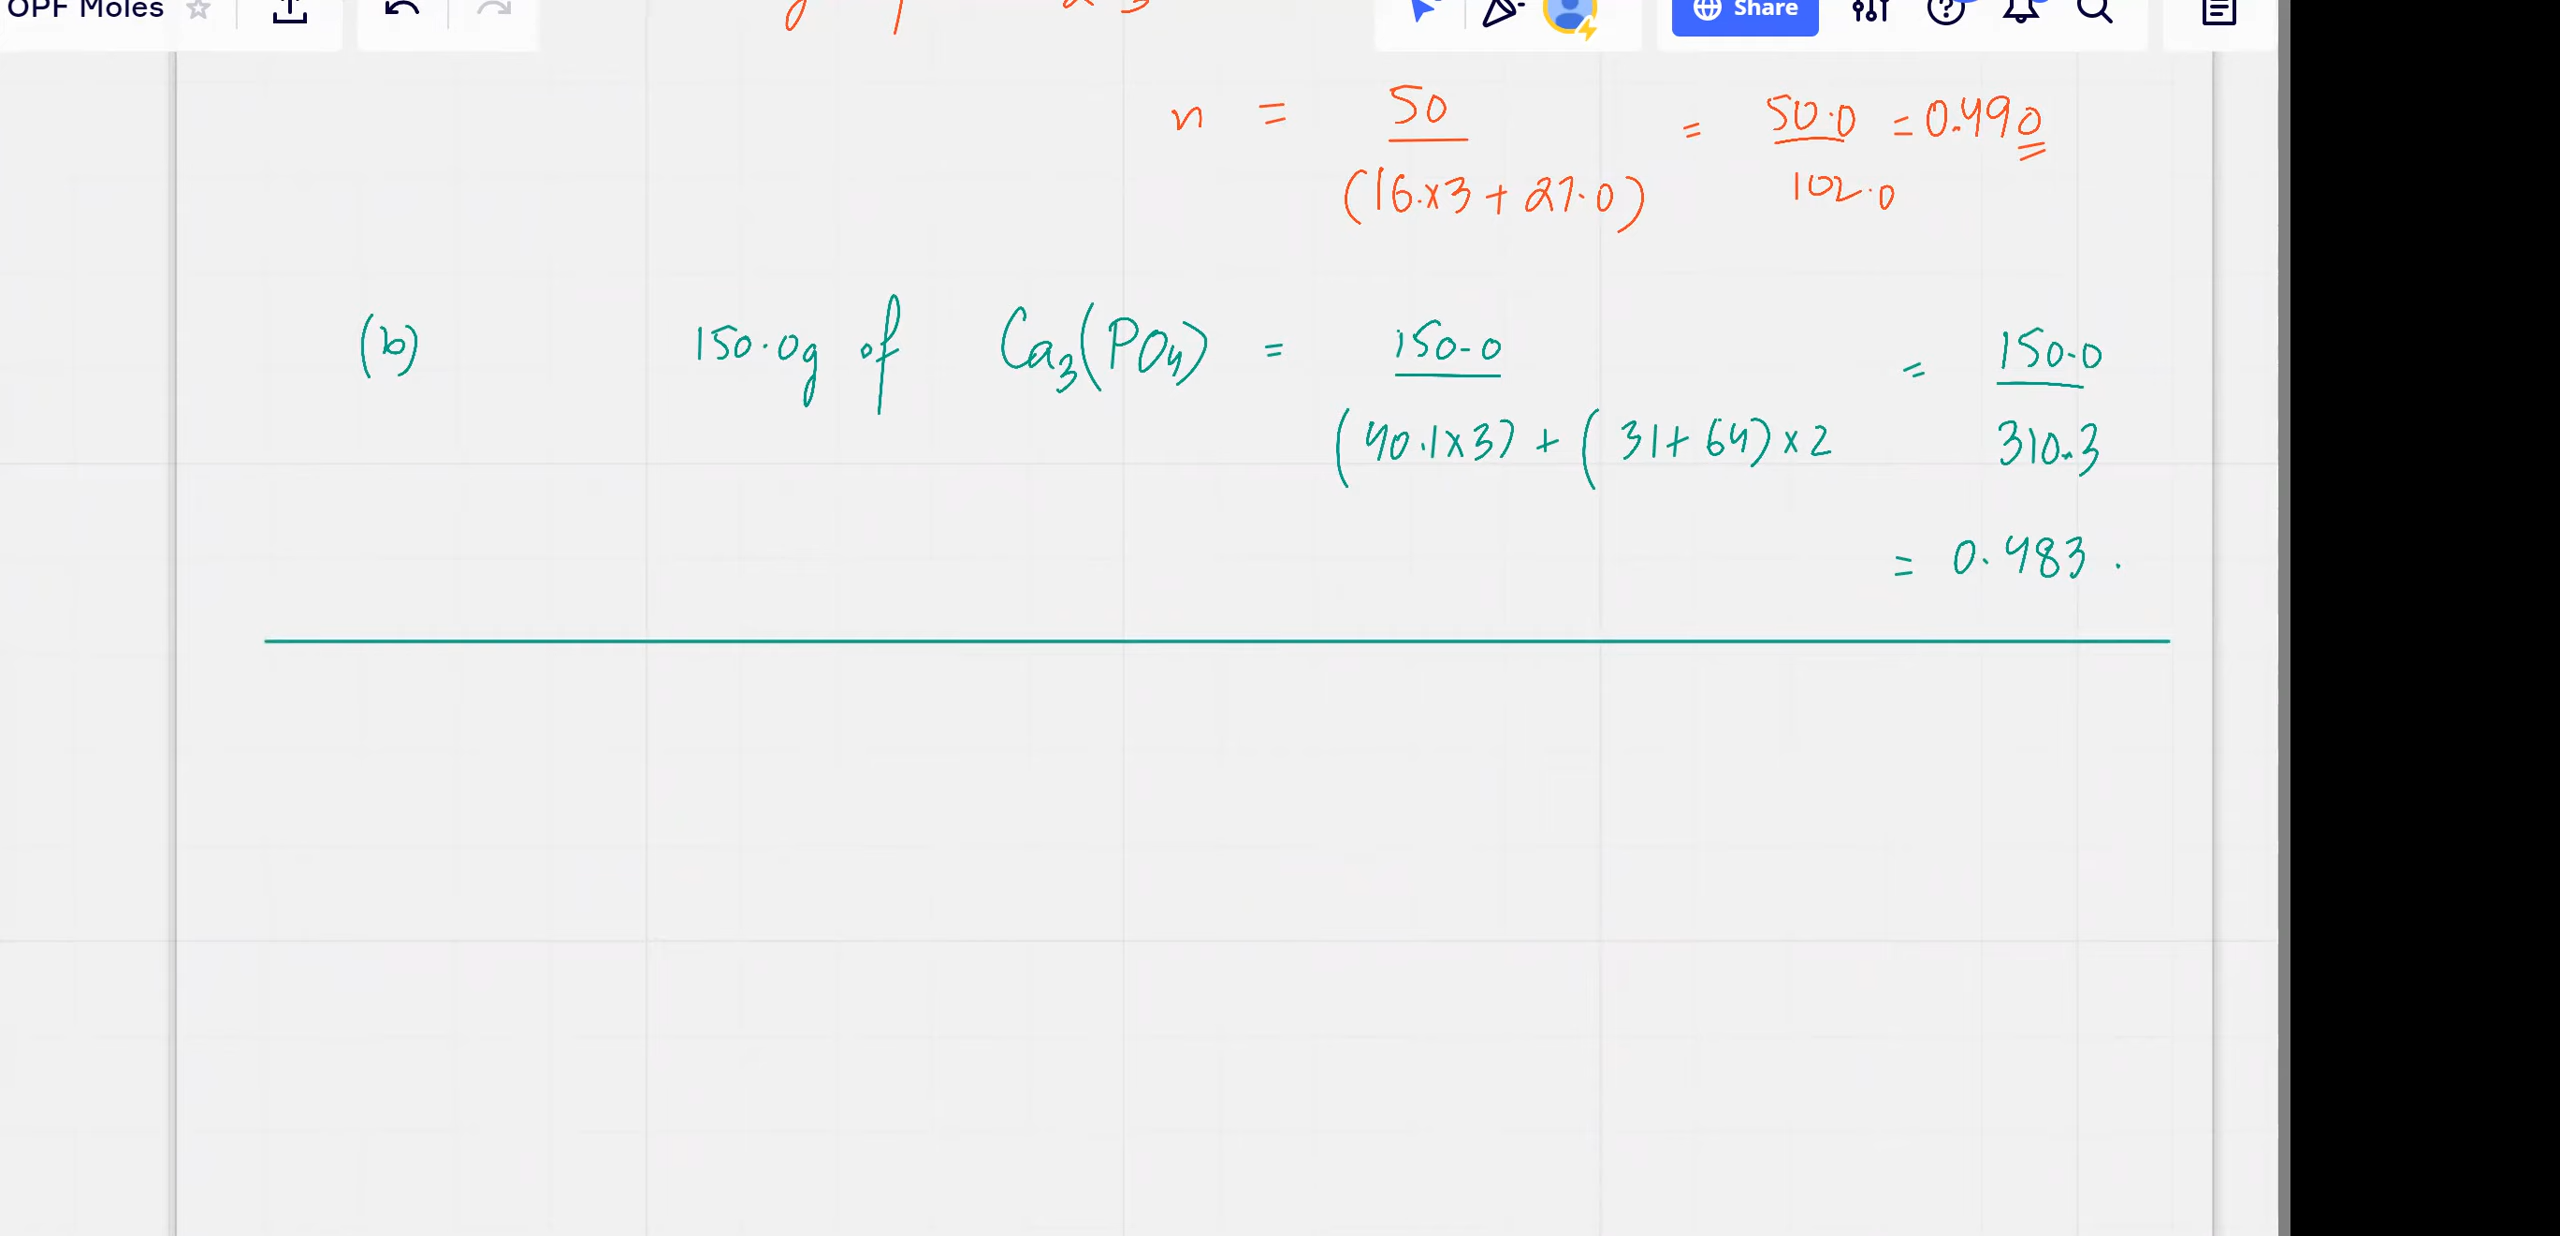 OPF Moles Share
n = 50 / (16.x3 + 27.0) = 50.0 / 102.0 = 0.490
(b) 150.0g of Ca₃(PO₄) = 150.0 / (40.1x3) + (31+64)x2 = 150.0 / 310.3
= 0.483.